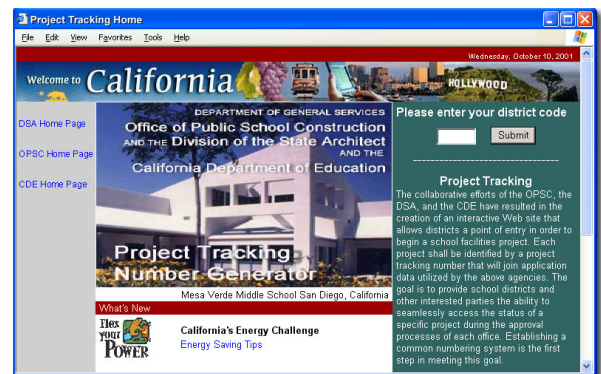 Project Tracking Home
File Edit View Favorites Tools Help
Wednesday, October 10, 2001
Welcome to California
HOLLYWOOD
DSA Home Page
OPSC Home Page
CDE Home Page
DEPARTMENT OF GENERAL SERVICES
Office of Public School Construction
AND THE Division of the State Architect
AND THE
California Department of Education
Project Tracking
Number Generator
Mesa Verde Middle School San Diego, California
What's New
Flex
YOUR
POWER
California's Energy Challenge
Energy Saving Tips
Please enter your district code
Submit
Project Tracking
The collaborative efforts of the OPSC, the
DSA, and the CDE have resulted in the
creation of an interactive Web site that
allows districts a point of entry in order to
begin a school facilities project. Each
project shall be identified by a project
tracking number that will join application
data utilized by the above agencies. The
goal is to provide school districts and
other interested parties the ability to
seamlessly access the status of a
specific project during the approval
processes of each office. Establishing a
common numbering system is the first
step in meeting this goal.